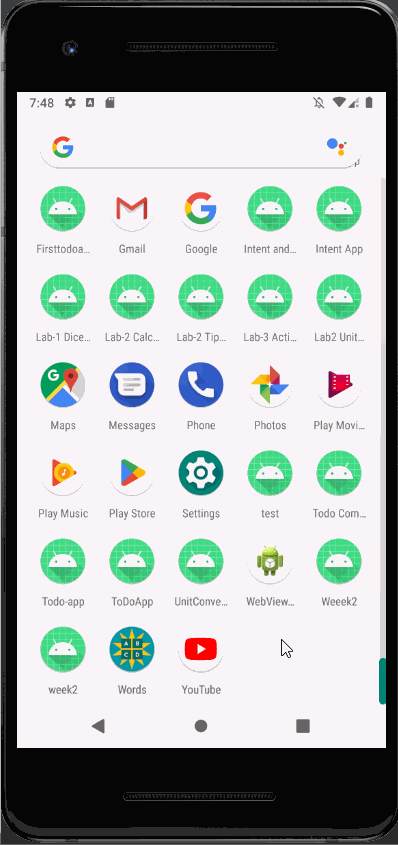 7:48
Firsttodoa... Gmail Google Intent and... Intent App
Lab-1 Dice... Lab-2 Calc... Lab-2 Tip... Lab-3 Acti... Lab2 Unit...
Maps Messages Phone Photos Play Movi...
Play Music Play Store Settings test Todo Com...
Todo-app ToDoApp UnitConve... WebView... Weeek2
week2 Words YouTube